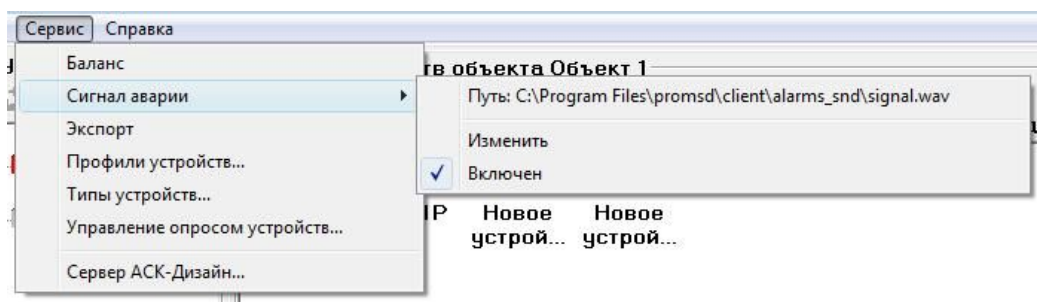 Сервис Справка
Баланс
тв объекта Объект 1
Сигнал аварии
Путь: C:\Program Files\promsd\client\alarms_snd\signal.wav
Экспорт
Изменить
Профили устройств...
Включен
Типы устройств...
IP Новое Новое
Управление опросом устройств...
устрой... устрой...
Сервер АСК-Дизайн...